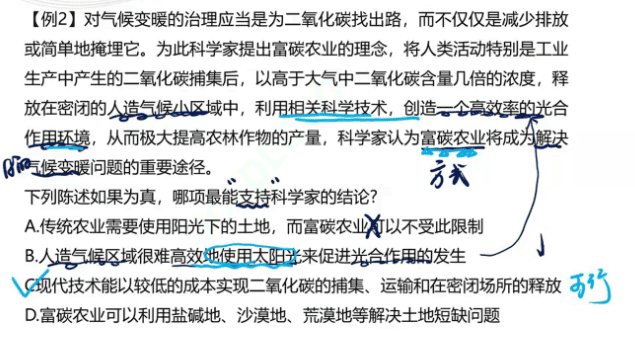 【例2】对气候变暖的治理应当是为二氧化碳找出路，而不仅仅是减少排放
或简单地掩埋它。为此科学家提出富碳农业的理念，将人类活动特别是工业
生产中产生的二氧化碳捕集后，以高于大气中二氧化碳含量几倍的浓度，释
放在密闭的人造气候小区域中，利用相关科学技术，创造一个高效率的光合
作用环境，从而极大提高农林作物的产量，科学家认为富碳农业将成为解决
气候变暖问题的重要途径。
目的
方式
下列陈述如果为真，哪项最能“支持”科学家的结论？
A.传统农业需要使用阳光下的土地，而富碳农业可以不受此限制
B.人造气候区域很难高效地使用太阳光来促进光合作用的发生
C.现代技术能以较低的成本实现二氧化碳的捕集、运输和在密闭场所的释放 可行
D.富碳农业可以利用盐碱地、沙漠地、荒漠地等解决土地短缺问题